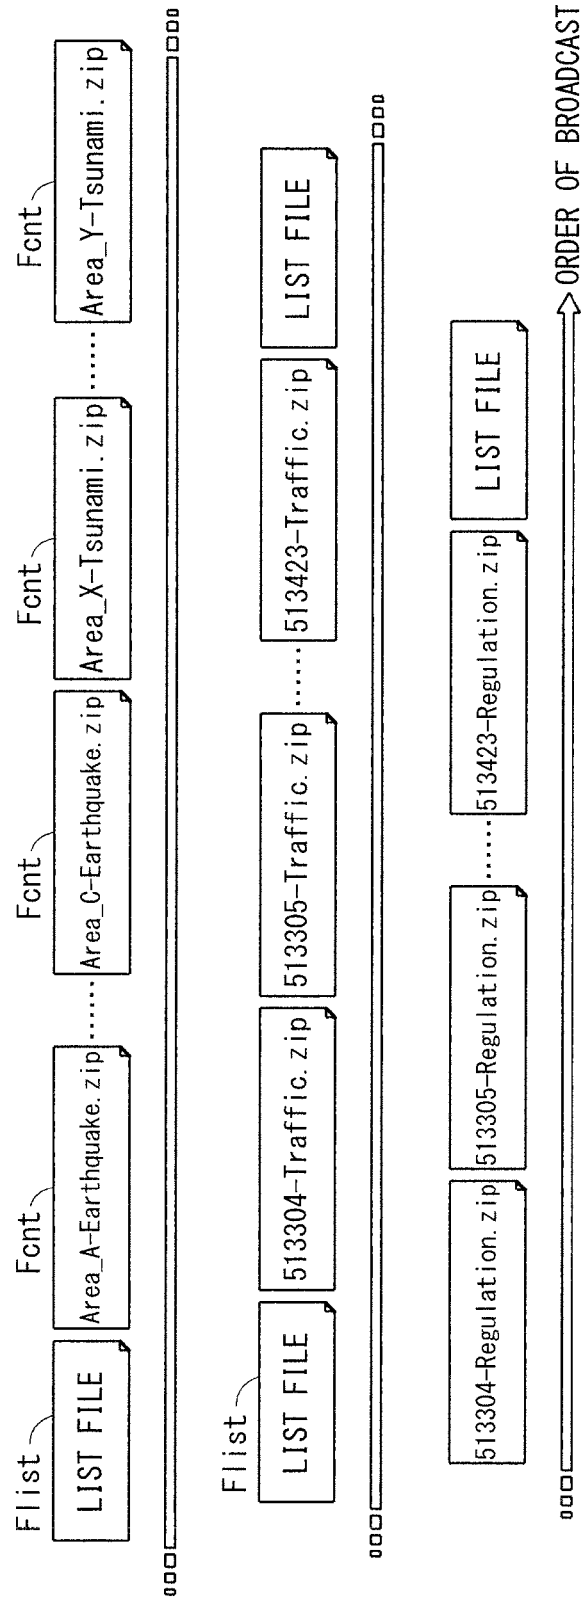 Flist
LIST FILE
Fcnt
Area_A-Earthquake.zip
......
Fcnt
Area_C-Earthquake.zip
Fcnt
Area_X-Tsunami.zip
......
Fcnt
Area_Y-Tsunami.zip
Flist
LIST FILE
513304-Traffic.zip
513305-Traffic.zip
......
513423-Traffic.zip
LIST FILE
513304-Regulation.zip
513305-Regulation.zip
......
513423-Regulation.zip
LIST FILE
ORDER OF BROADCAST